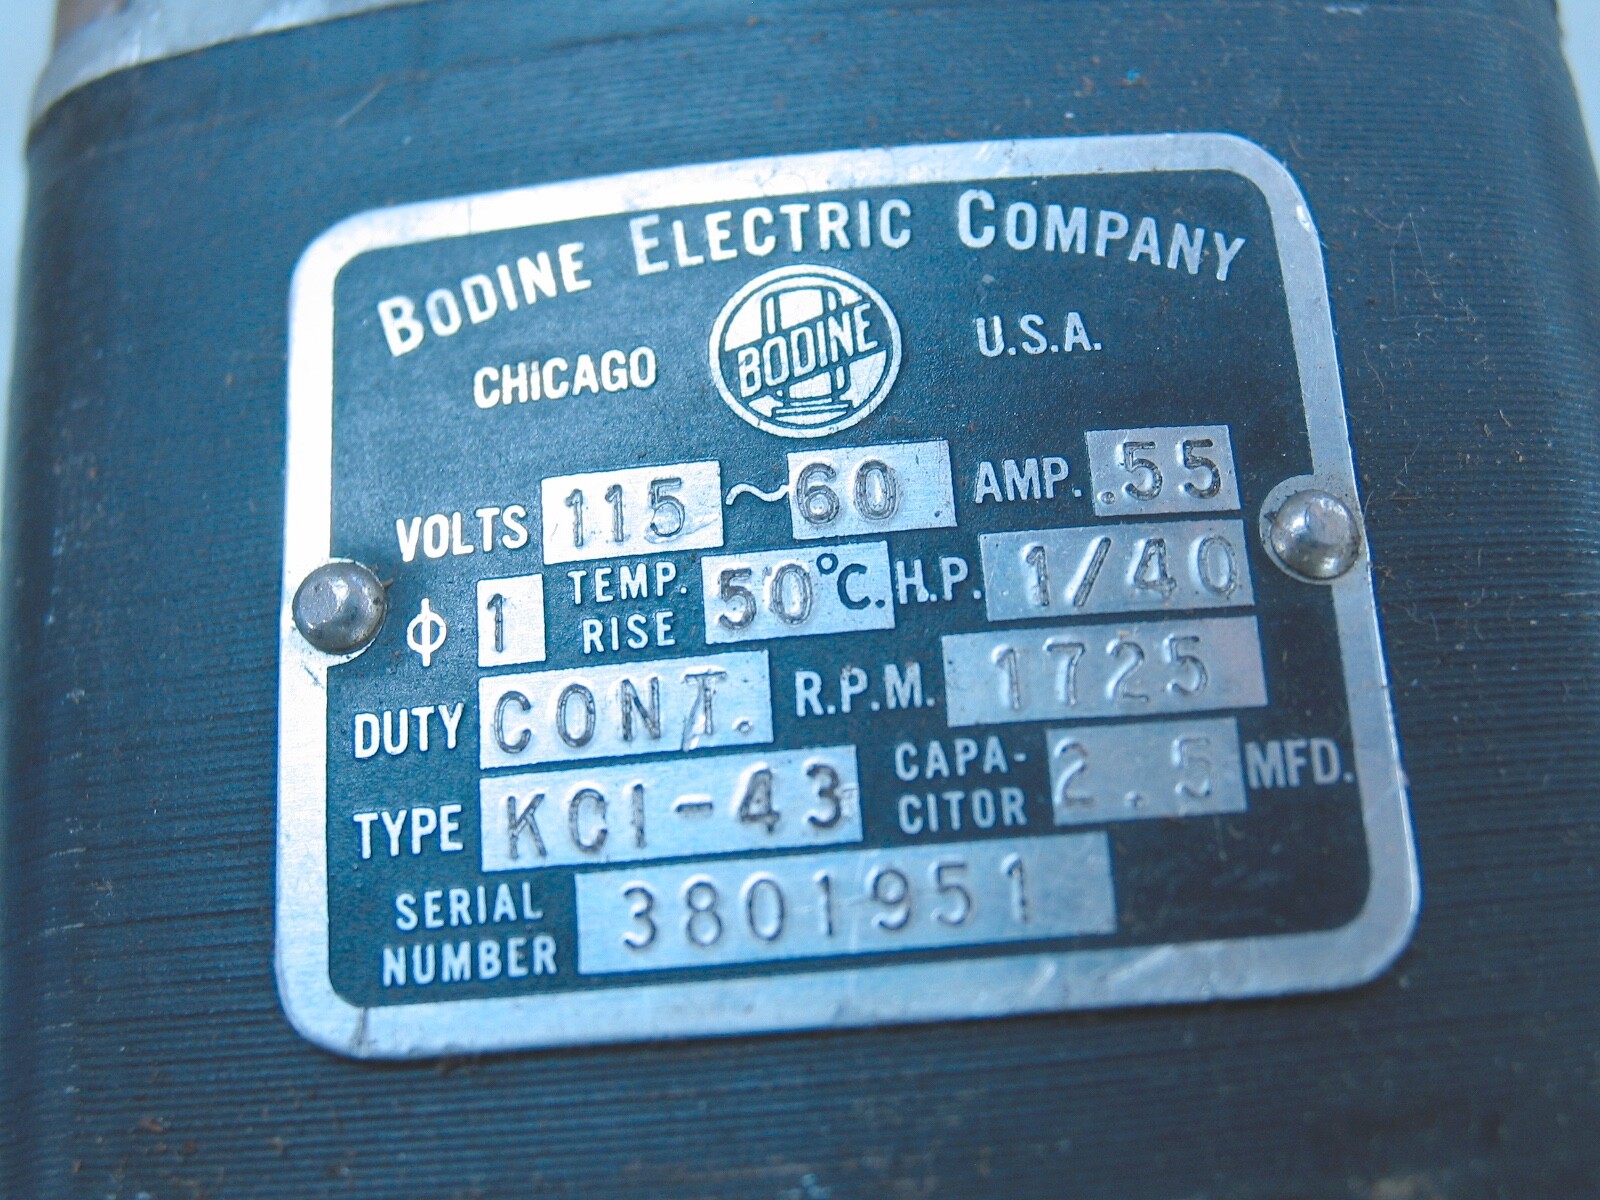 BODINE ELECTRIC COMPANY
CHICAGO BODINE U.S.A.
VOLTS 115 ~ 60 AMP. .55
ϕ 1 TEMP. RISE 50°C. H.P. 1/40
DUTY CONT. R.P.M. 1725
TYPE KCI-43 CAPA-CITOR 2.5 MFD.
SERIAL NUMBER 3801951